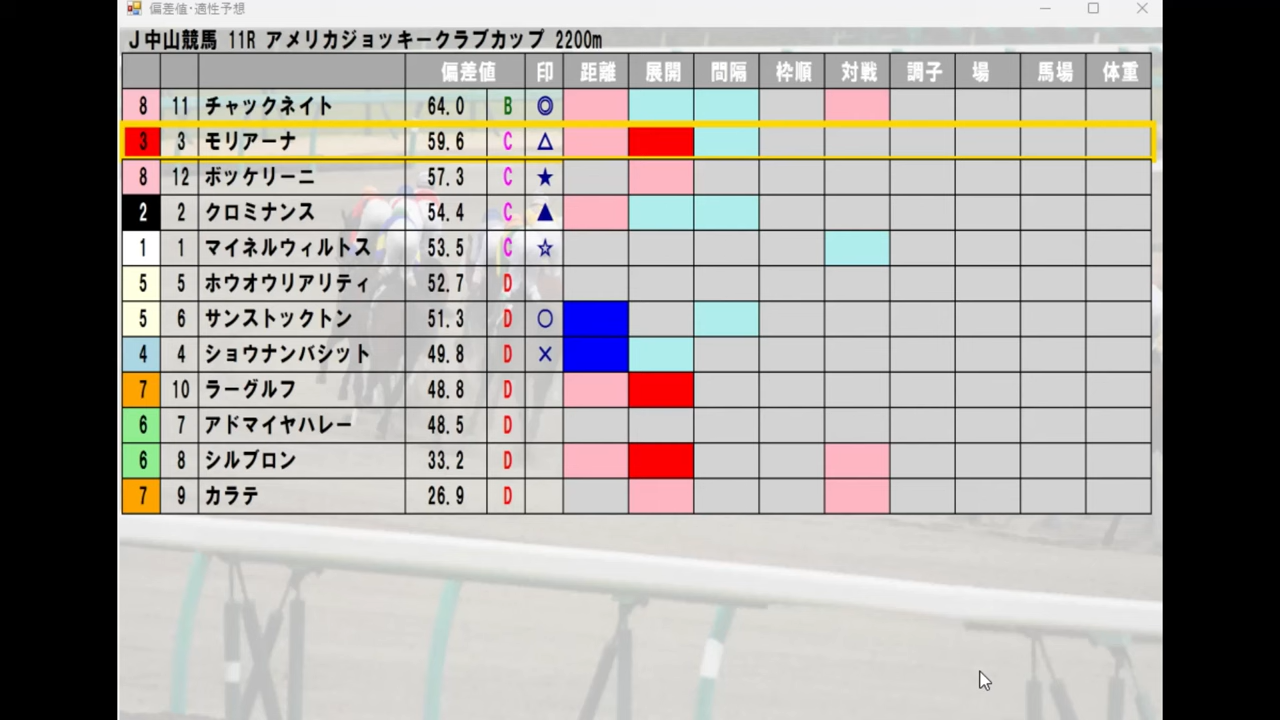 偏差値・適性予想
J中山競馬 11R アメリカジョッキークラブカップ 2200m
偏差値 印 距離 展開 間隔 枠順 対戦 調子 場 馬場 体重
8 11 チャックネイト 64.0 B ◎
3 3 モリアーナ 59.6 C △
8 12 ボッケリーニ 57.3 C ★
2 2 クロミナンス 54.4 C ▲
1 1 マイネルウィルトス 53.5 C ☆
5 5 ホウオウリアリティ 52.7 D
5 6 サンストックトン 51.3 D ○
4 4 ショウナンバシット 49.8 D ×
7 10 ラーグルフ 48.8 D
6 7 アドマイヤハレー 48.5 D
6 8 シルブロン 33.2 D
7 9 カラテ 26.9 D